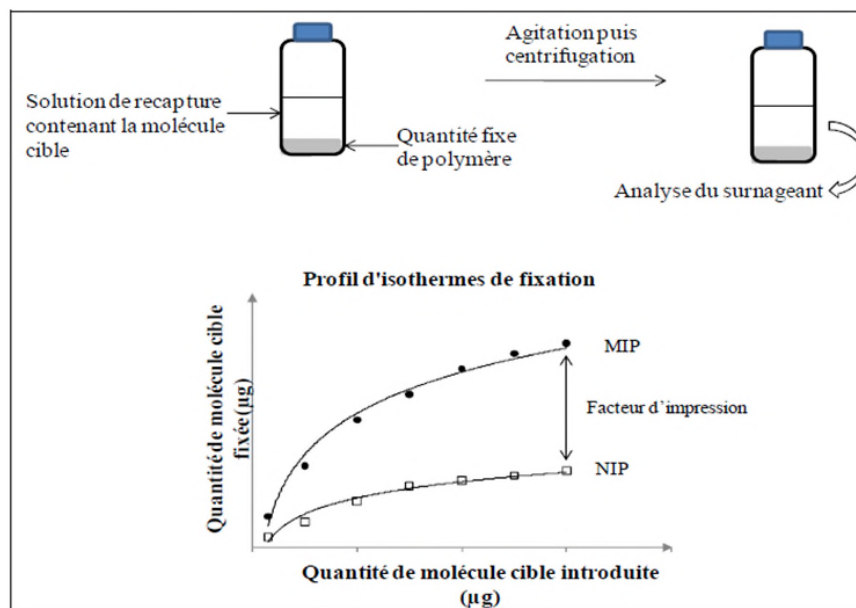 Agitation puis
centrifugation
Solution de recapture
contenant la molécule
cible
Quantité fixe
de polymère
Analyse du surnageant
Profil d'isothermes de fixation
Quantité de molécule cible
fixée (µg)
MIP
Facteur d’impression
NIP
Quantité de molécule cible introduite
(µg)